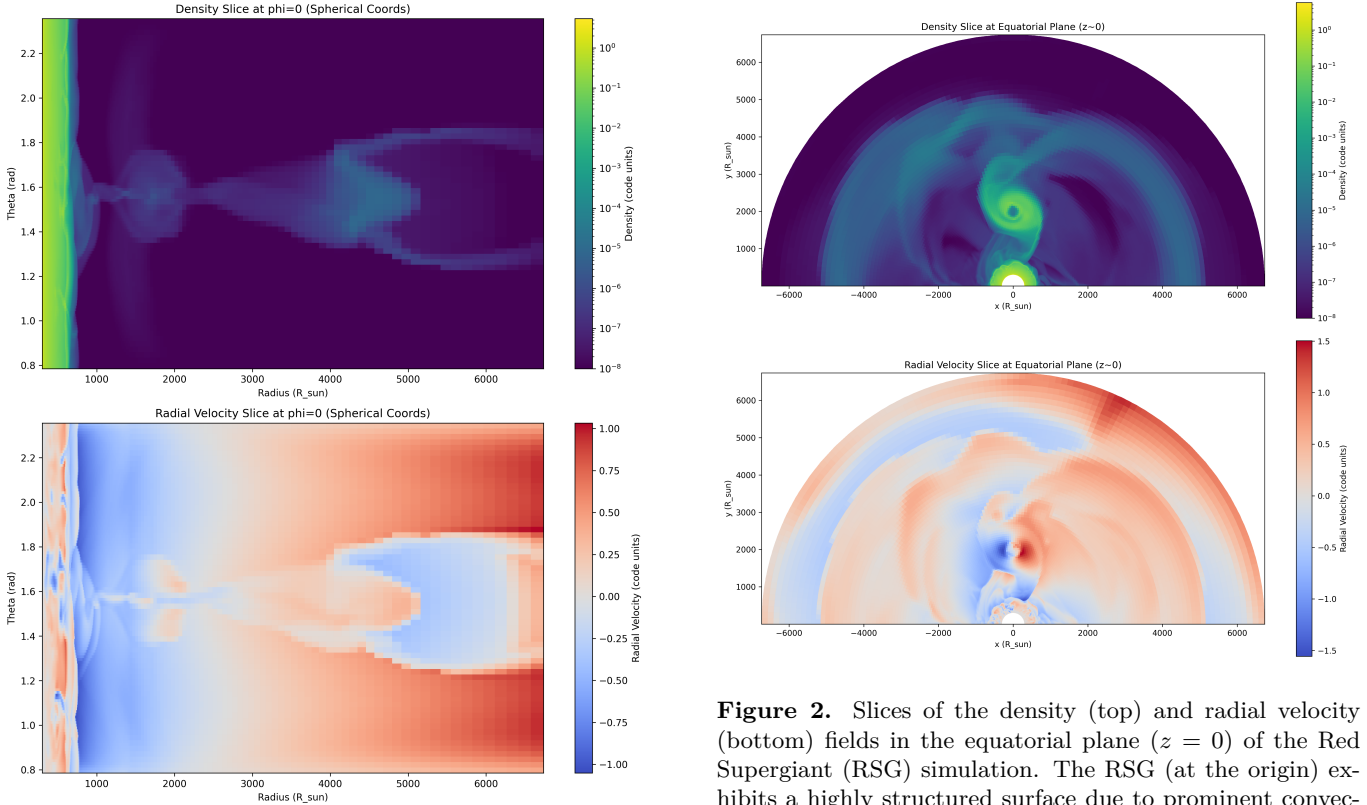 Density Slice at phi=0 (Spherical Coords)
2.2
2.0
1.8
1.6
1.4
1.2
1.0
0.8
Theta (rad)
1000 2000 3000 4000 5000 6000
Radius (R_sun)
10⁰
10⁻¹
10⁻²
10⁻³
10⁻⁴
10⁻⁵
10⁻⁶
10⁻⁷
10⁻⁸
Density (code units)
Radial Velocity Slice at phi=0 (Spherical Coords)
2.2
2.0
1.8
1.6
1.4
1.2
1.0
0.8
Theta (rad)
1000 2000 3000 4000 5000 6000
Radius (R_sun)
1.00
0.75
0.50
0.25
0.00
−0.25
−0.50
−0.75
−1.00
Radial Velocity (code units)
Density Slice at Equatorial Plane (z~0)
6000
5000
4000
3000
2000
1000
y (R_sun)
−6000 −4000 −2000 0 2000 4000 6000
x (R_sun)
10⁰
10⁻¹
10⁻²
10⁻³
10⁻⁴
10⁻⁵
10⁻⁶
10⁻⁷
10⁻⁸
Density (code units)
Radial Velocity Slice at Equatorial Plane (z~0)
6000
5000
4000
3000
2000
1000
y (R_sun)
−6000 −4000 −2000 0 2000 4000 6000
x (R_sun)
1.5
1.0
0.5
0.0
−0.5
−1.0
−1.5
Radial Velocity (code units)
Figure 2. Slices of the density (top) and radial velocity
(bottom) fields in the equatorial plane (z = 0) of the Red
Supergiant (RSG) simulation. The RSG (at the origin) ex-
hibits a highly structured surface due to prominent convec-